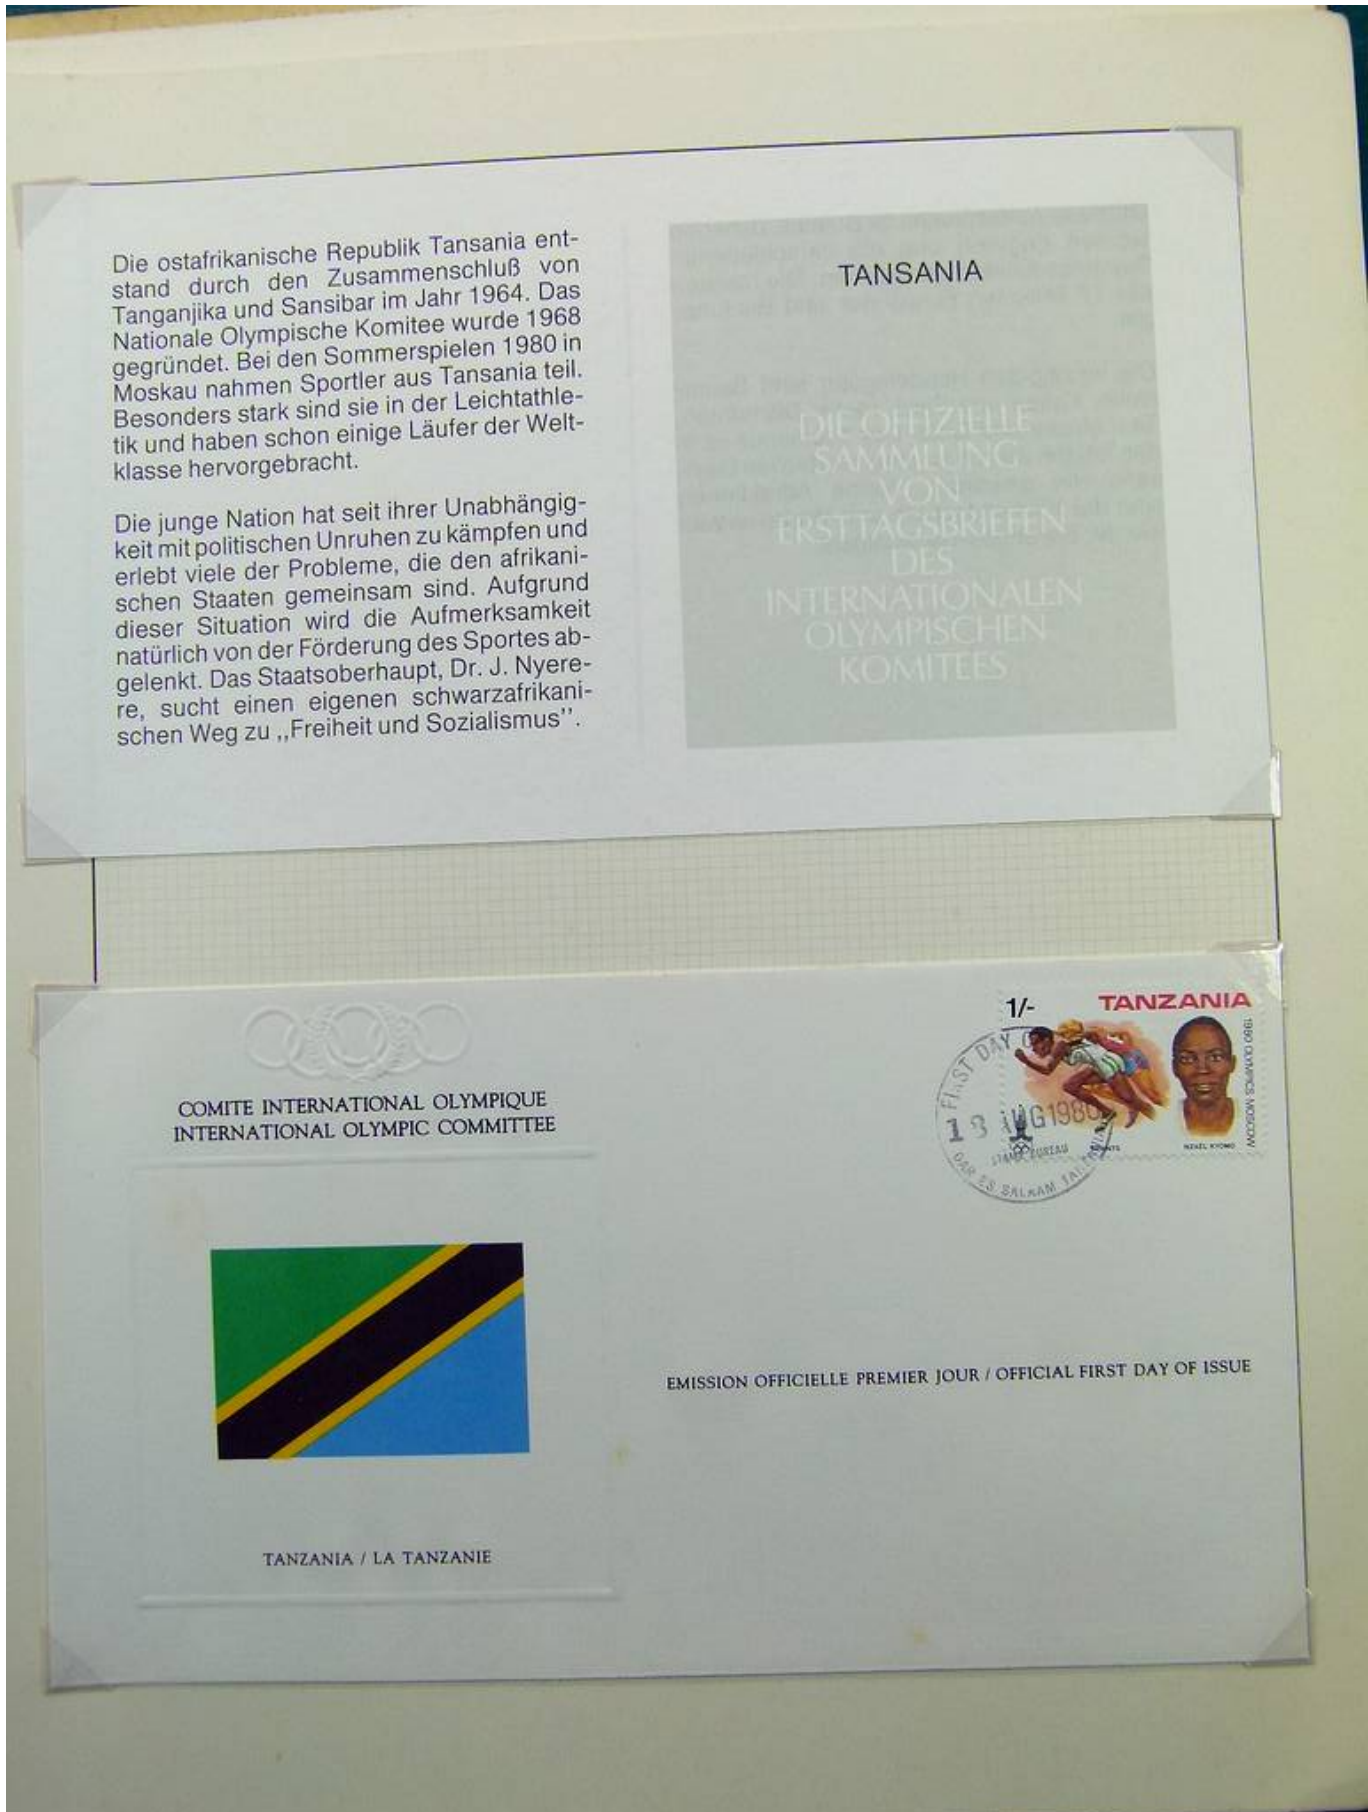 Die ostafrikanische Republik Tansania ent-
stand durch den Zusammenschluß von
Tanganjika und Sansibar im Jahr 1964. Das
Nationale Olympische Komitee wurde 1968
gegründet. Bei den Sommerspielen 1980 in
Moskau nahmen Sportler aus Tansania teil.
Besonders stark sind sie in der Leichtathle-
tik und haben schon einige Läufer der Welt-
klasse hervorgebracht.
Die junge Nation hat seit ihrer Unabhängig-
keit mit politischen Unruhen zu kämpfen und
erlebt viele der Probleme, die den afrikani-
schen Staaten gemeinsam sind. Aufgrund
dieser Situation wird die Aufmerksamkeit
natürlich von der Förderung des Sportes ab-
gelenkt. Das Staatsoberhaupt, Dr. J. Nyere-
re, sucht einen eigenen schwarzafrikani-
schen Weg zu ,,Freiheit und Sozialismus''.
TANSANIA
DIE OFFIZIELLE
SAMMLUNG
VON
ERSTTAGSBRIEFEN
DES
INTERNATIONALEN
OLYMPISCHEN
KOMITEES
COMITE INTERNATIONAL OLYMPIQUE
INTERNATIONAL OLYMPIC COMMITTEE
TANZANIA / LA TANZANIE
1/-
TANZANIA
1980 OLYMPICS MOSCOW
KYOMO
FIRST DAY
18 AUG 1980
STAMP BUREAU
DAR ES SALAAM
EMISSION OFFICIELLE PREMIER JOUR / OFFICIAL FIRST DAY OF ISSUE